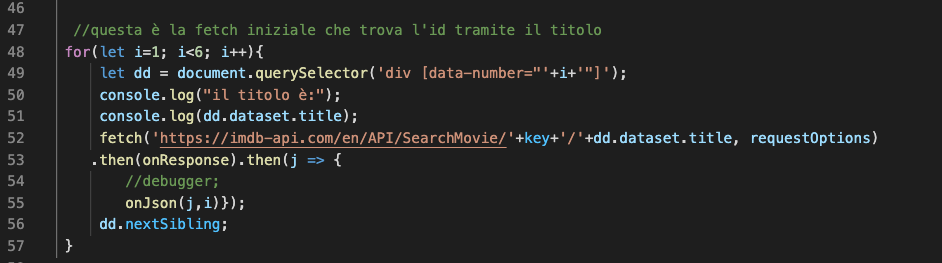 46
47 //questa è la fetch iniziale che trova l'id tramite il titolo
48 for(let i=1; i<6; i++){
49 let dd = document.querySelector('div [data-number="'+i+'"]');
50 console.log("il titolo è:");
51 console.log(dd.dataset.title);
52 fetch('https://imdb-api.com/en/API/SearchMovie/'+key+'/'+dd.dataset.title, requestOptions)
53 .then(onResponse).then(j => {
54 //debugger;
55 onJson(j,i)});
56 dd.nextSibling;
57 }